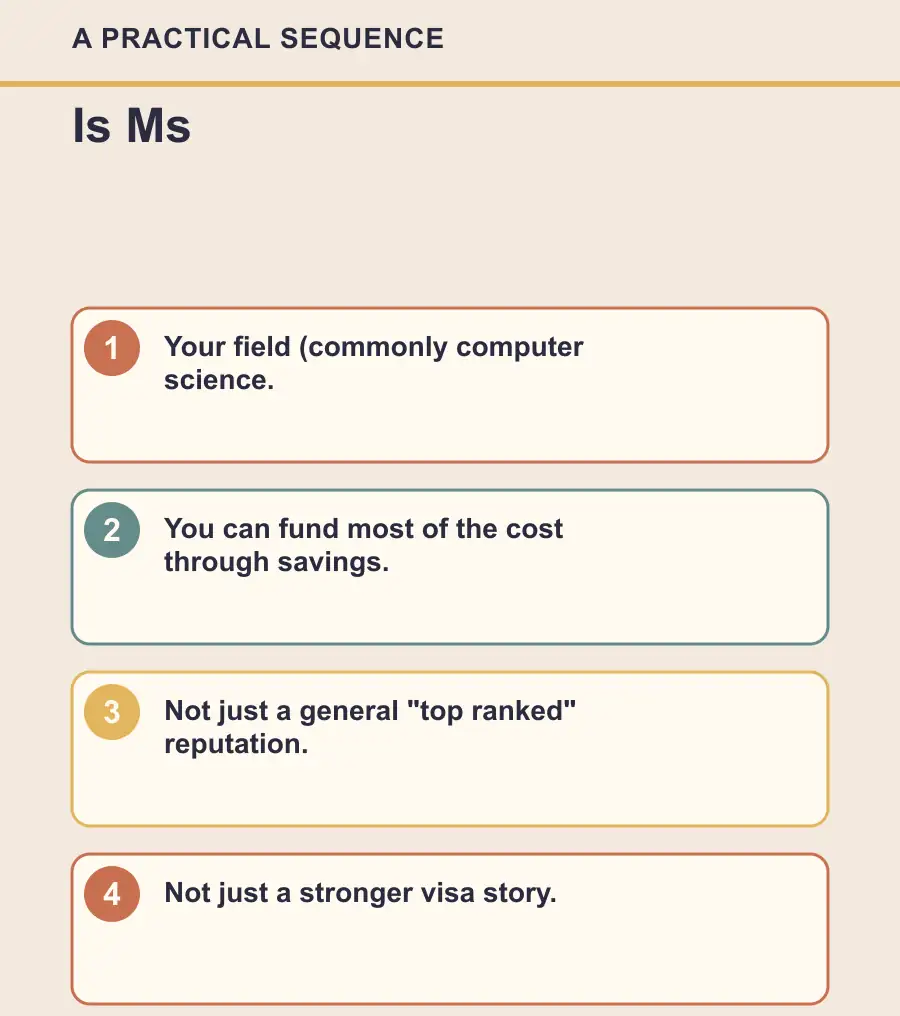 A PRACTICAL SEQUENCE
Is Ms
1
Your field (commonly computer
science.
2
You can fund most of the cost
through savings.
3
Not just a general "top ranked"
reputation.
4
Not just a stronger visa story.